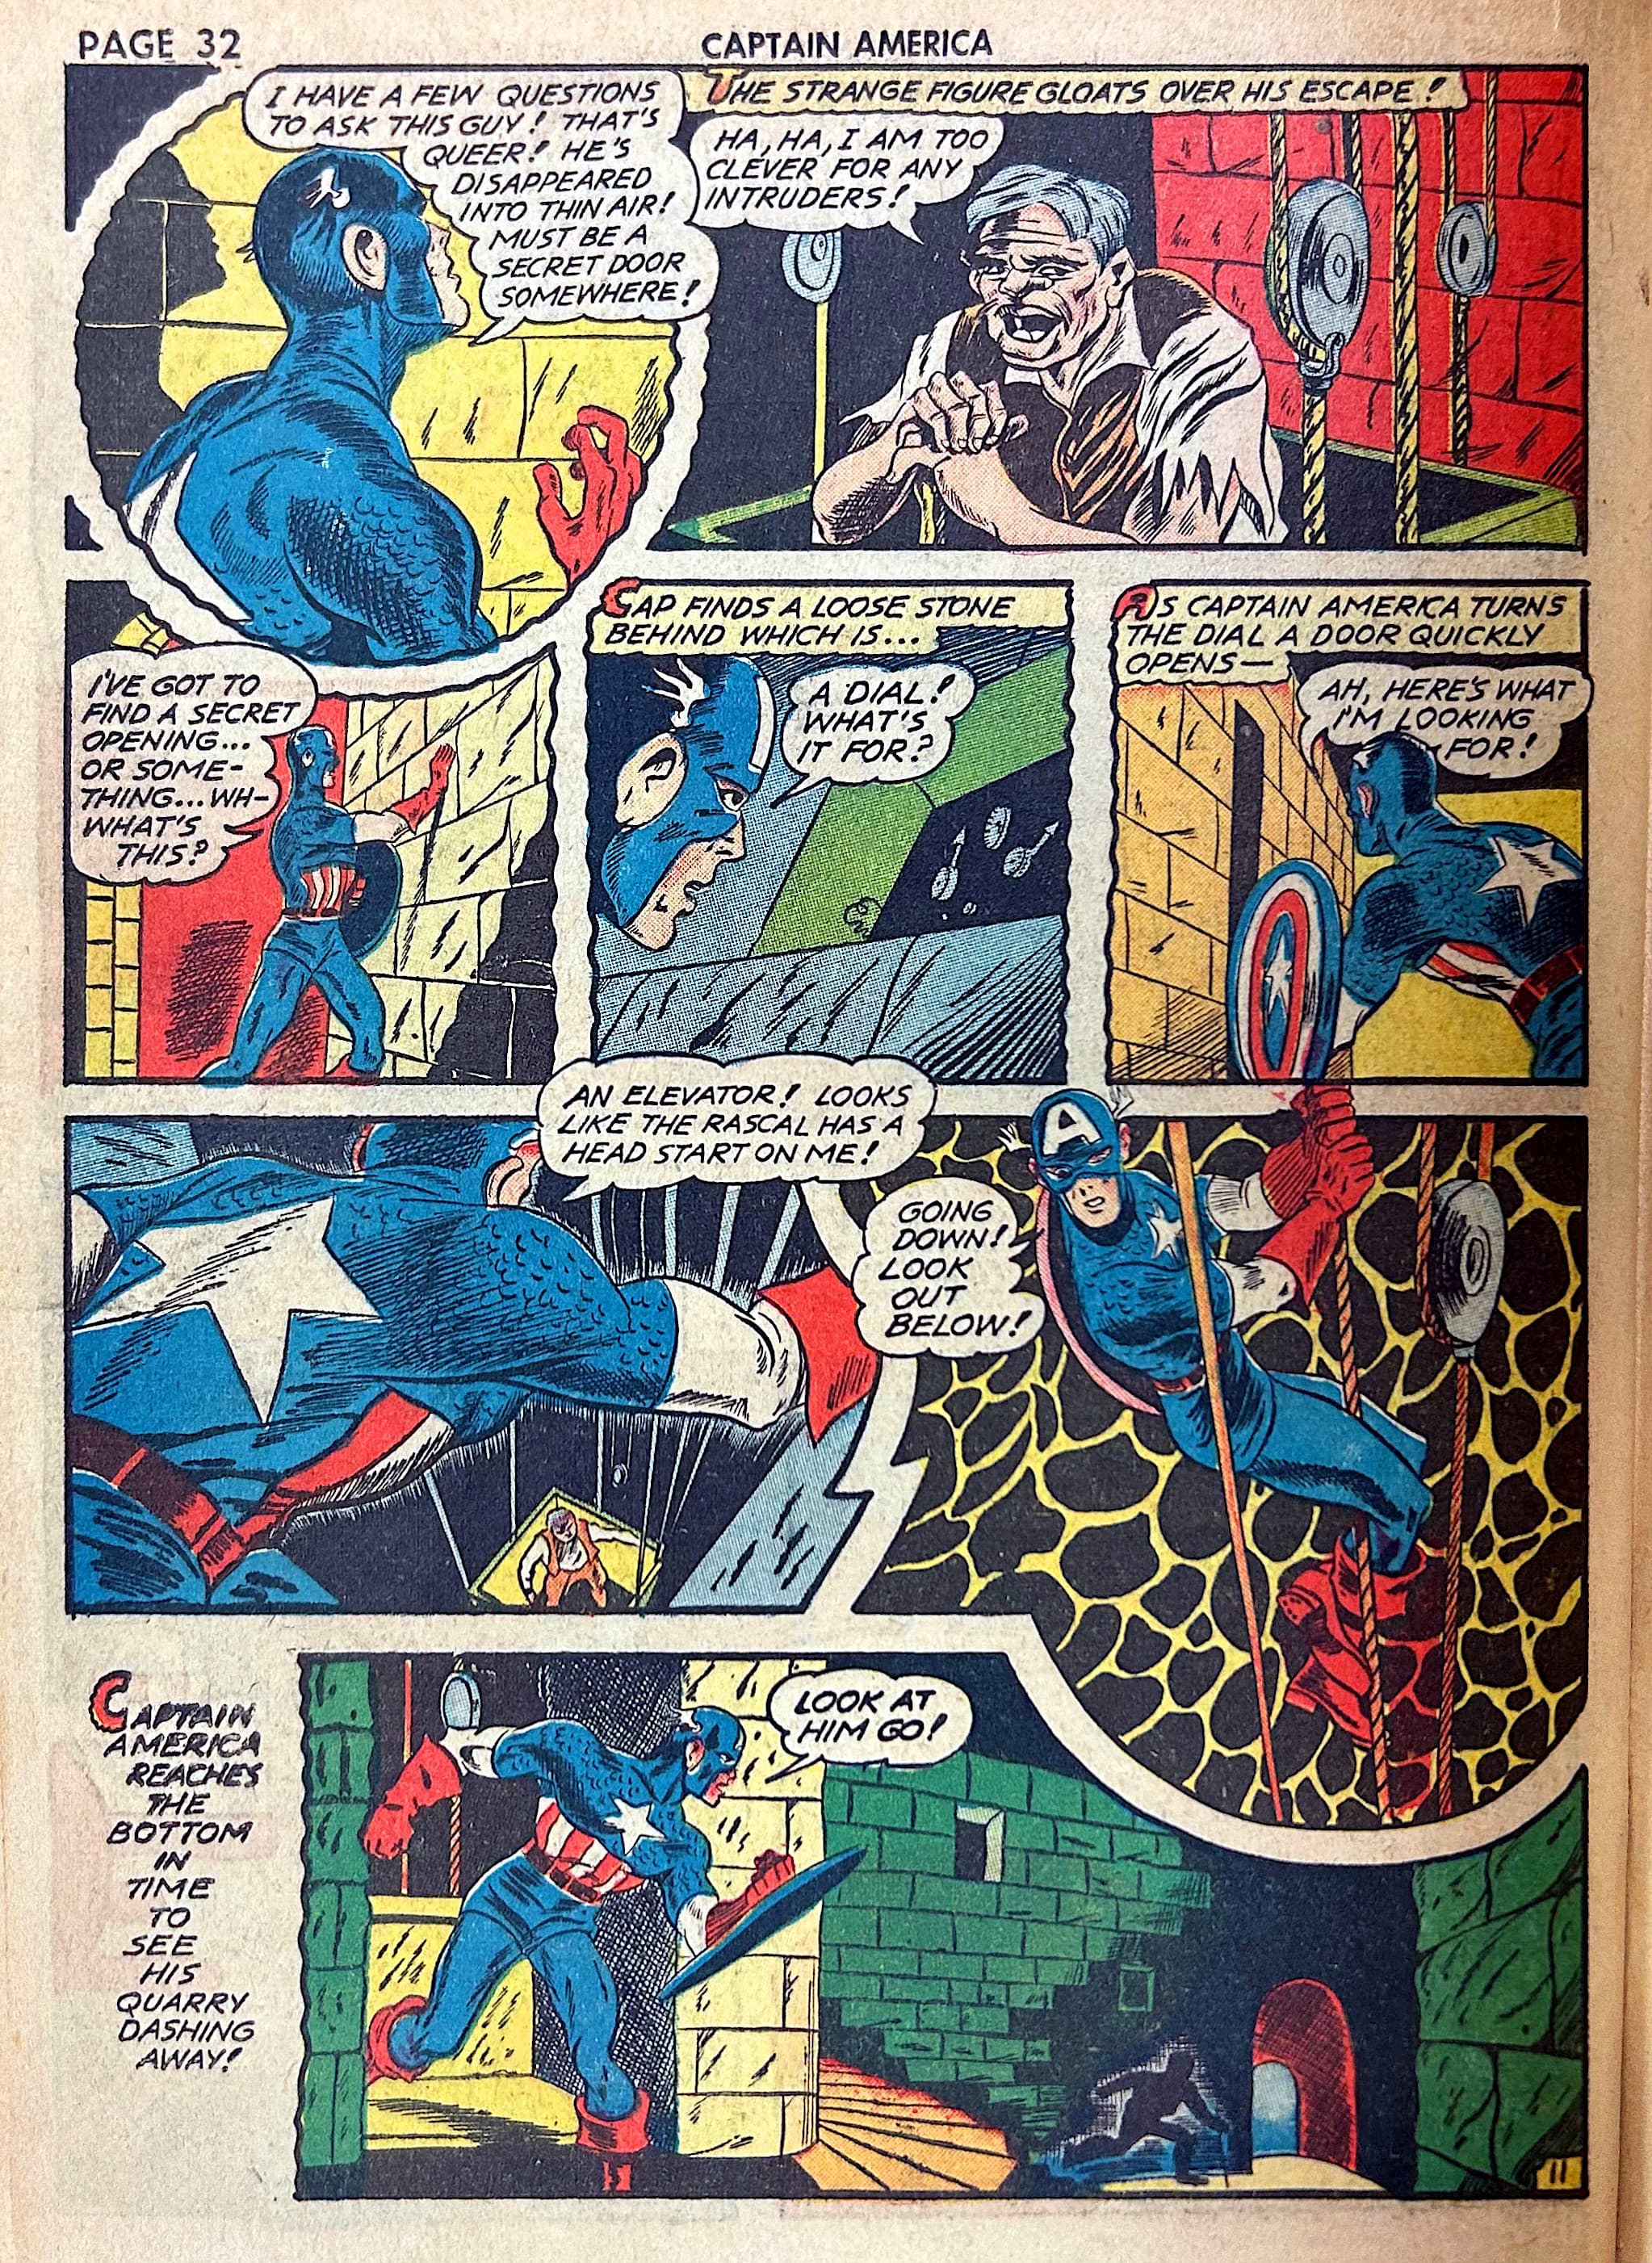 PAGE 32
CAPTAIN AMERICA
I HAVE A FEW QUESTIONS
TO ASK THIS GUY! THAT'S
QUEER! HE'S
DISAPPEARED
INTO THIN AIR!
MUST BE A
SECRET DOOR
SOMEWHERE!
THE STRANGE FIGURE GLOATS OVER HIS ESCAPE!
HA, HA, I AM TOO
CLEVER FOR ANY
INTRUDERS!
I'VE GOT TO
FIND A SECRET
OPENING...
OR SOME-
THING... WH-
WHAT'S
THIS?
CAP FINDS A LOOSE STONE
BEHIND WHICH IS...
A DIAL!
WHAT'S
IT FOR?
AS CAPTAIN AMERICA TURNS
THE DIAL A DOOR QUICKLY
OPENS—
AH, HERE'S WHAT
I'M LOOKING
FOR!
AN ELEVATOR! LOOKS
LIKE THE RASCAL HAS A
HEAD START ON ME!
A
GOING
DOWN!
LOOK
OUT
BELOW!
CAPTAIN
AMERICA
REACHES
THE
BOTTOM
IN
TIME
TO
SEE
HIS
QUARRY
DASHING
AWAY!
LOOK AT
HIM GO!
11